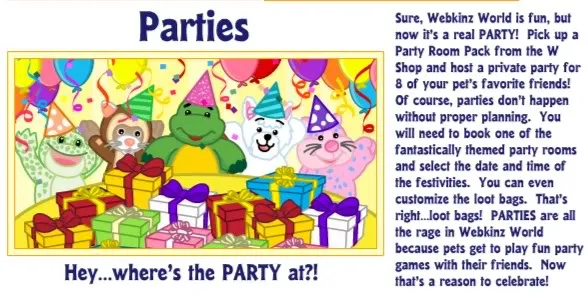 Parties
Hey...where's the PARTY at?!
Sure, Webkinz World is fun, but
now it's a real PARTY!  Pick up a
Party Room Pack from the W
Shop and host a private party for
8 of your pet's favorite friends!
Of course, parties don't happen
without proper planning.  You
will need to book one of the
fantastically themed party rooms
and select the date and time of
the festivities.  You can even
customize the loot bags.  That's
right...loot bags!  PARTIES are all
the rage in Webkinz World
because pets get to play fun party
games with their friends.  Now
that's a reason to celebrate!